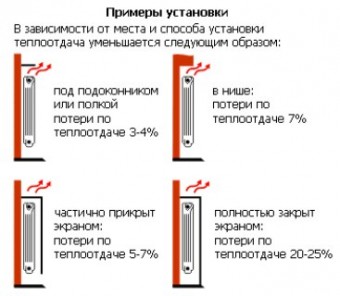 Примеры установки
В зависимости от места и способа установки
теплоотдача уменьшается следующим образом:
под подоконником
или полкой
потери по
теплоотдаче 3-4%
в нише:
потери по
теплоотдаче 7%
частично прикрыт
экраном:
потери по
теплоотдаче 5-7%
полностью закрыт
экраном:
потери по
теплоотдаче 20-25%